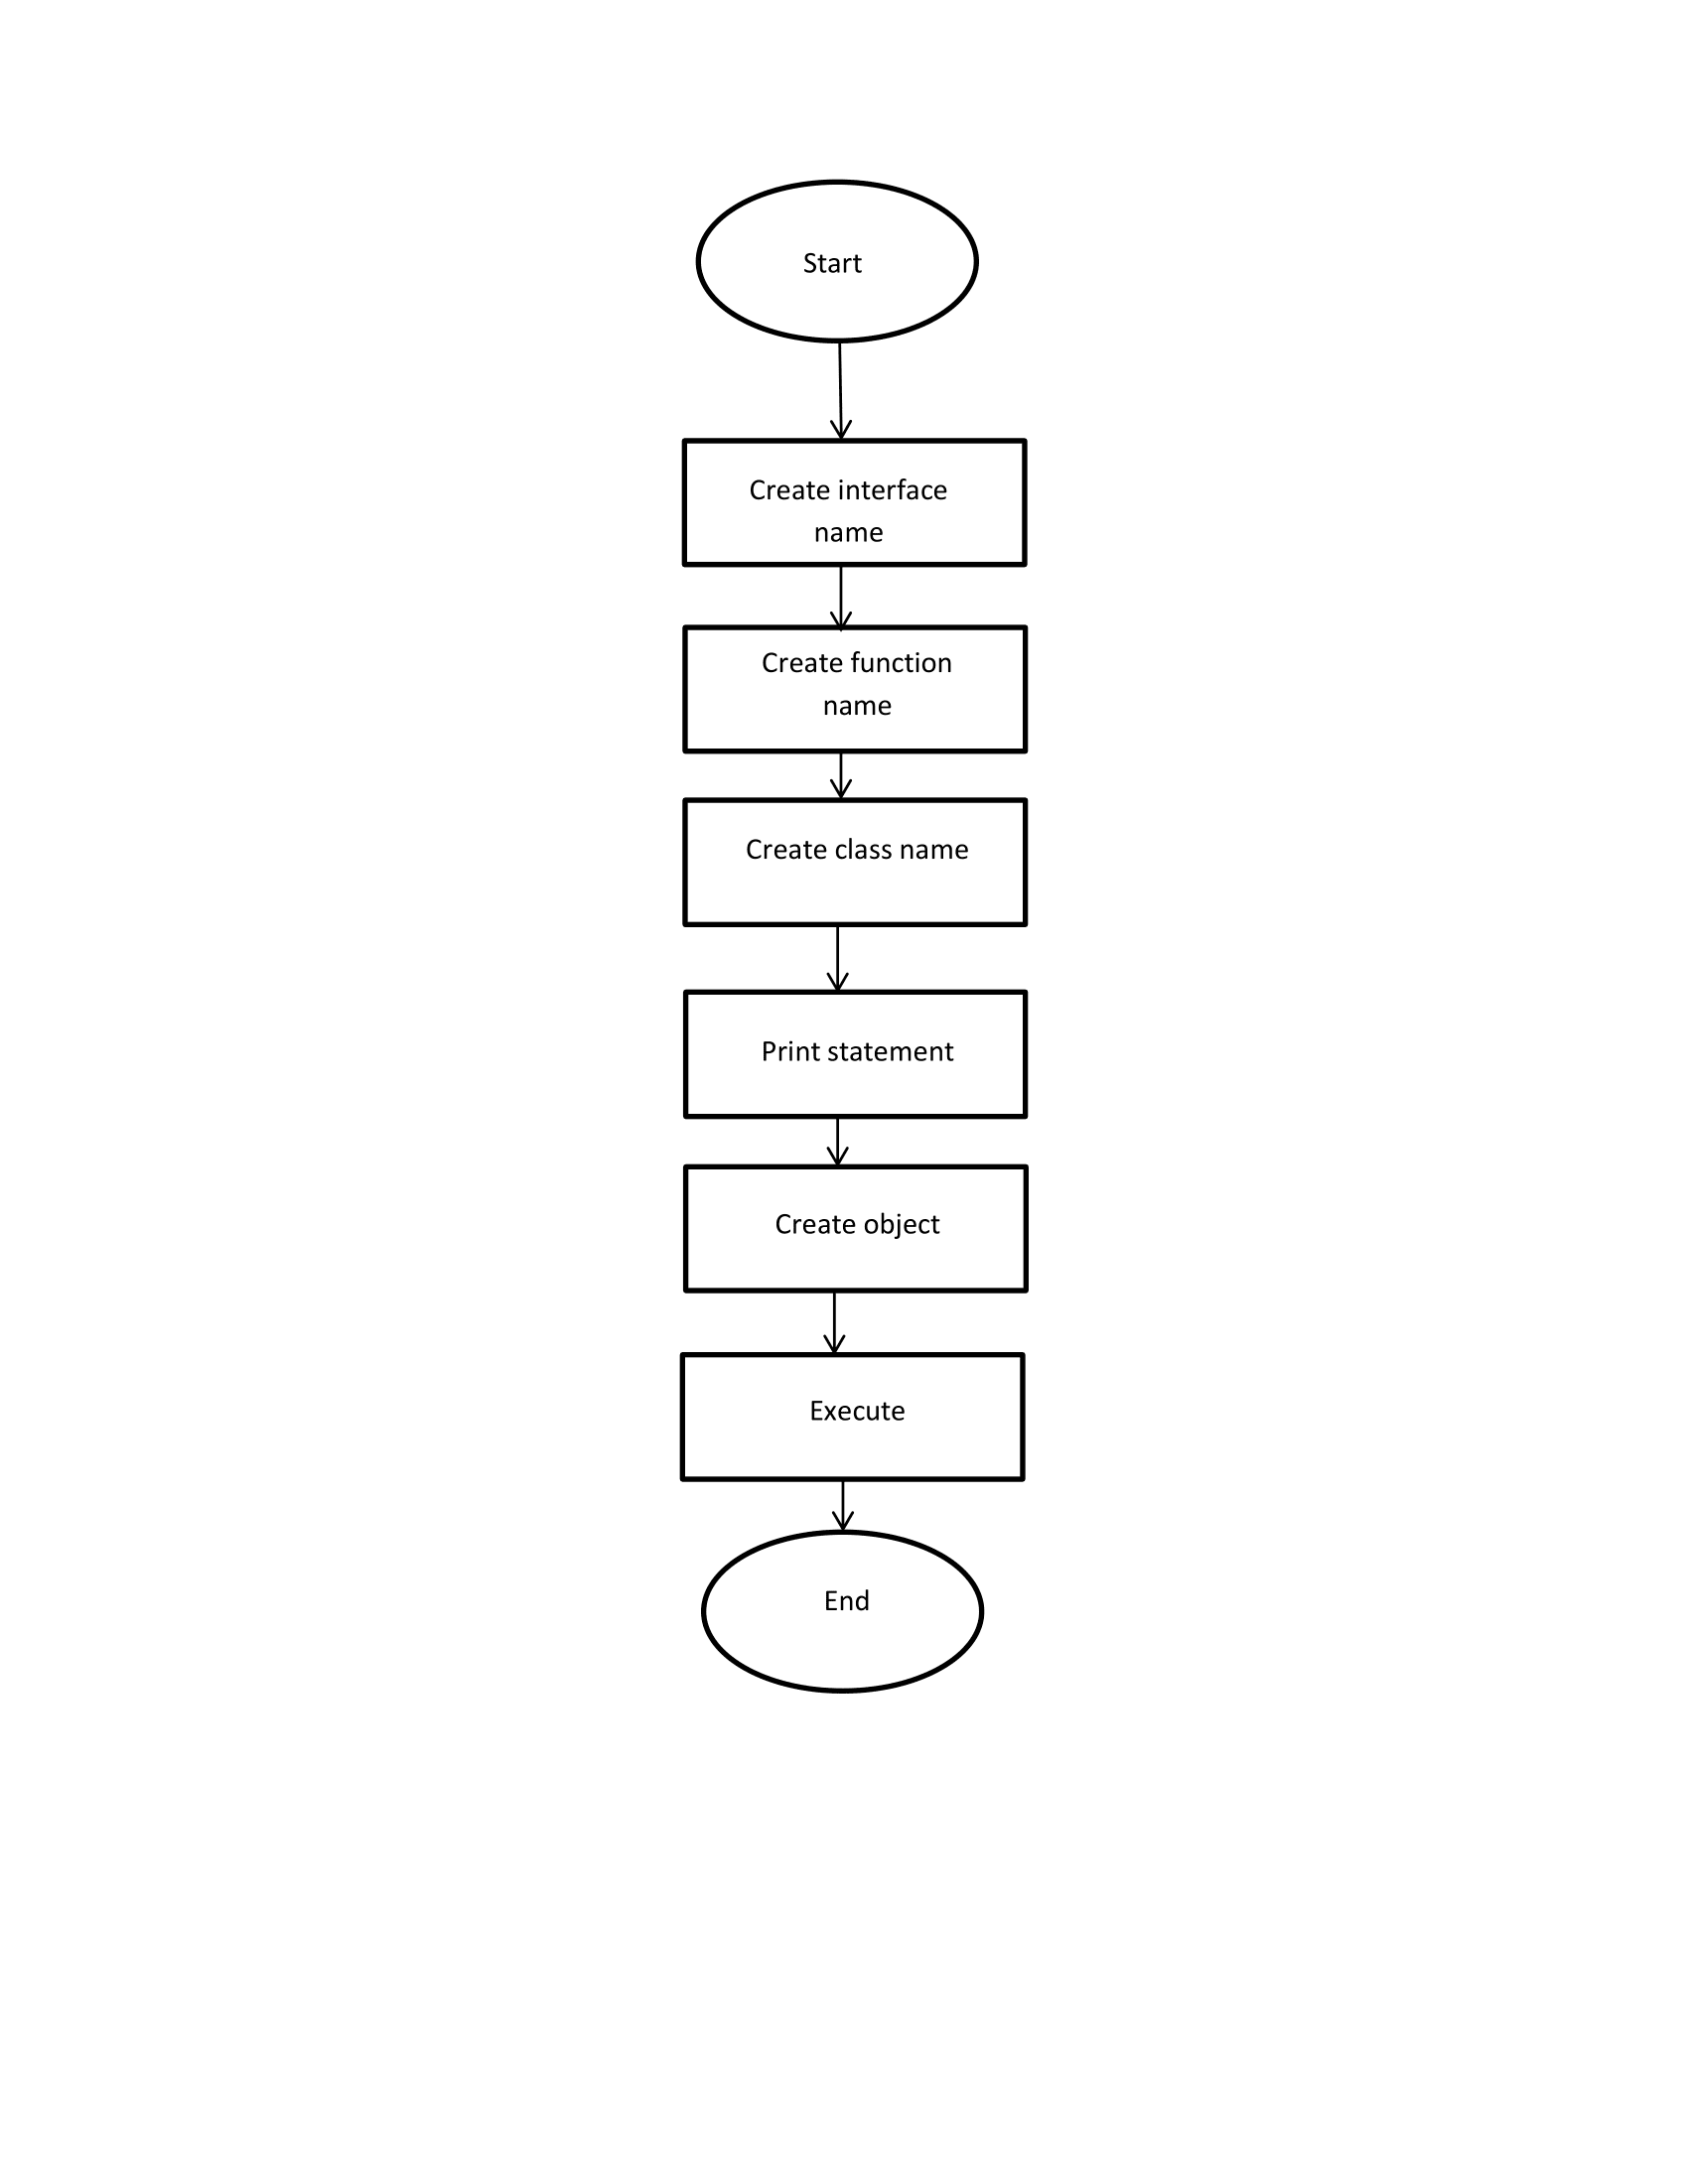 Start
Create interface
name
Create function
name
Create class name
Print statement
Create object
Execute
End